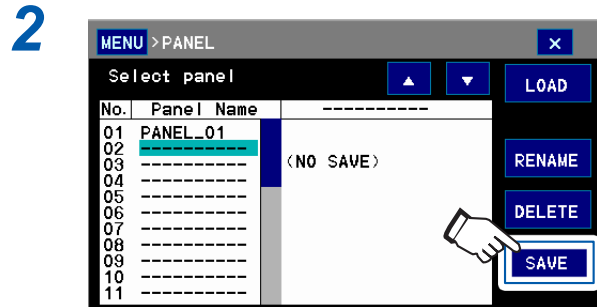 2
MENU > PANEL ×
Select panel ▲ ▼ LOAD
No. Panel Name ----------
01 PANEL_01
02 -----------
03 ----------- (NO SAVE) RENAME
04 -----------
05 -----------
06 ----------- DELETE
07 -----------
08 -----------
09 ----------- SAVE
10 -----------
11 -----------